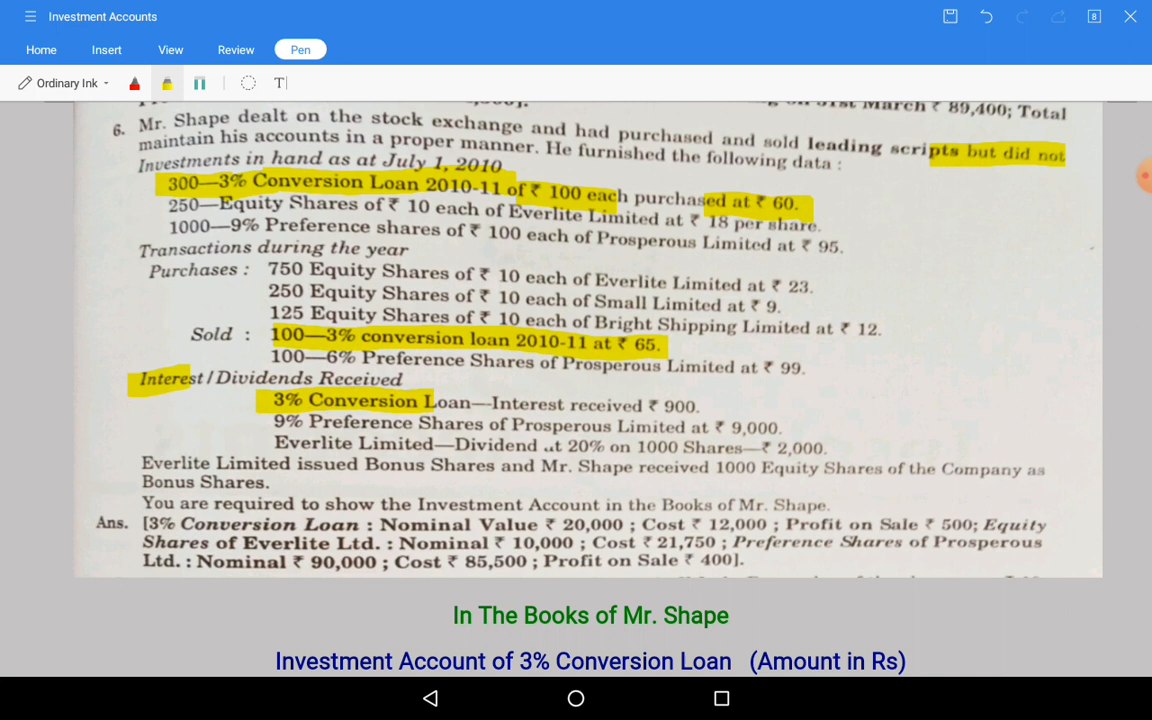 Investment Accounts
8
Home Insert View Review Pen
Ordinary Ink T
on 31st March ₹ 89,400; Total
6. Mr. Shape dealt on the stock exchange and had purchased and sold leading scripts but did not
maintain his accounts in a proper manner. He furnished the following data :
Investments in hand as at July 1, 2010
300—3% Conversion Loan 2010-11 of ₹ 100 each purchased at ₹ 60.
250—Equity Shares of ₹ 10 each of Everlite Limited at ₹ 18 per share.
1000—9% Preference shares of ₹ 100 each of Prosperous Limited at ₹ 95.
Transactions during the year
Purchases : 750 Equity Shares of ₹ 10 each of Everlite Limited at ₹ 23.
250 Equity Shares of ₹ 10 each of Small Limited at ₹ 9.
125 Equity Shares of ₹ 10 each of Bright Shipping Limited at ₹ 12.
Sold : 100—3% conversion loan 2010-11 at ₹ 65.
100—6% Preference Shares of Prosperous Limited at ₹ 99.
Interest/Dividends Received
3% Conversion Loan—Interest received ₹ 900.
9% Preference Shares of Prosperous Limited at ₹ 9,000.
Everlite Limited—Dividend at 20% on 1000 Shares—₹ 2,000.
Everlite Limited issued Bonus Shares and Mr. Shape received 1000 Equity Shares of the Company as
Bonus Shares.
You are required to show the Investment Account in the Books of Mr. Shape.
Ans. [3% Conversion Loan : Nominal Value ₹ 20,000 ; Cost ₹ 12,000 ; Profit on Sale ₹ 500; Equity
Shares of Everlite Ltd. : Nominal ₹ 10,000 ; Cost ₹ 21,750 ; Preference Shares of Prosperous
Ltd. : Nominal ₹ 90,000 ; Cost ₹ 85,500 ; Profit on Sale ₹ 400].
In The Books of Mr. Shape
Investment Account of 3% Conversion Loan (Amount in Rs)